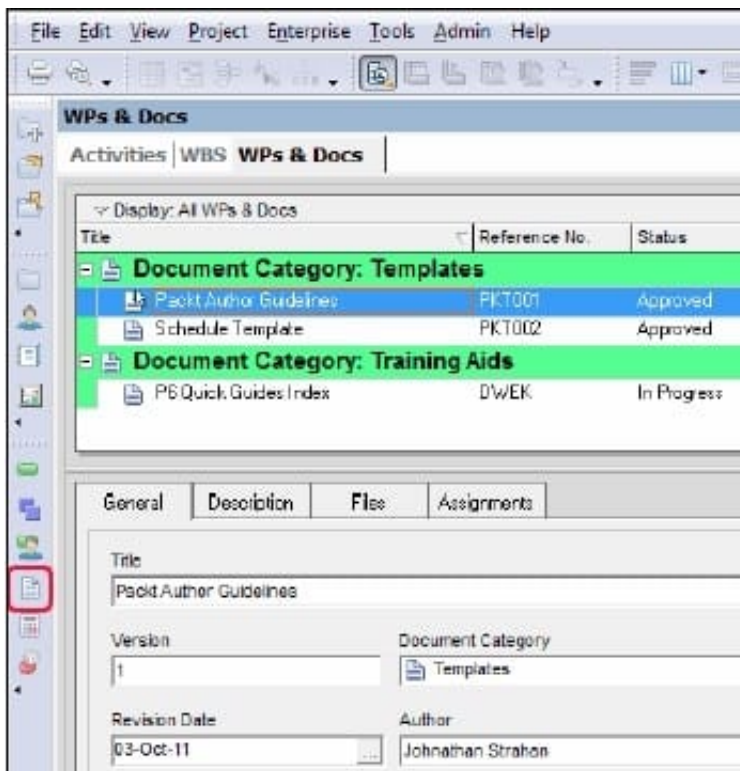 File Edit View Project Enterprise Tools Admin Help
WPs & Docs
Activities WBS WPs & Docs
Display: All WPs & Docs
Title Reference No. Status
Document Category: Templates
Packt Author Guidelines PKT001 Approved
Schedule Template PKT002 Approved
Document Category: Training Aids
P6 Quick Guides Index DWEK In Progress
General Description Files Assignments
Title
Packt Author Guidelines
Version Document Category
1 Templates
Revision Date Author
03-Oct-11 ... Johnathan Strahan